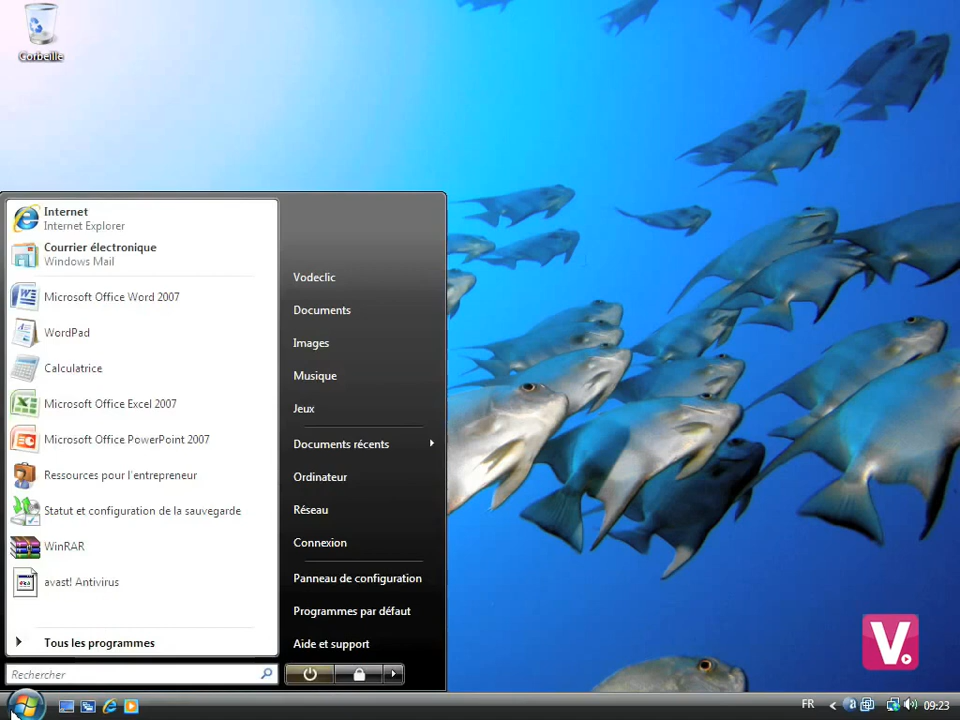 Corbeille
Internet
Internet Explorer
Courrier électronique
Windows Mail
Microsoft Office Word 2007
WordPad
Calculatrice
Microsoft Office Excel 2007
Microsoft Office PowerPoint 2007
Ressources pour l'entrepreneur
Statut et configuration de la sauvegarde
WinRAR
avast! Antivirus
Tous les programmes
Rechercher
Vodeclic
Documents
Images
Musique
Jeux
Documents récents
Ordinateur
Réseau
Connexion
Panneau de configuration
Programmes par défaut
Aide et support
V
FR
09:23